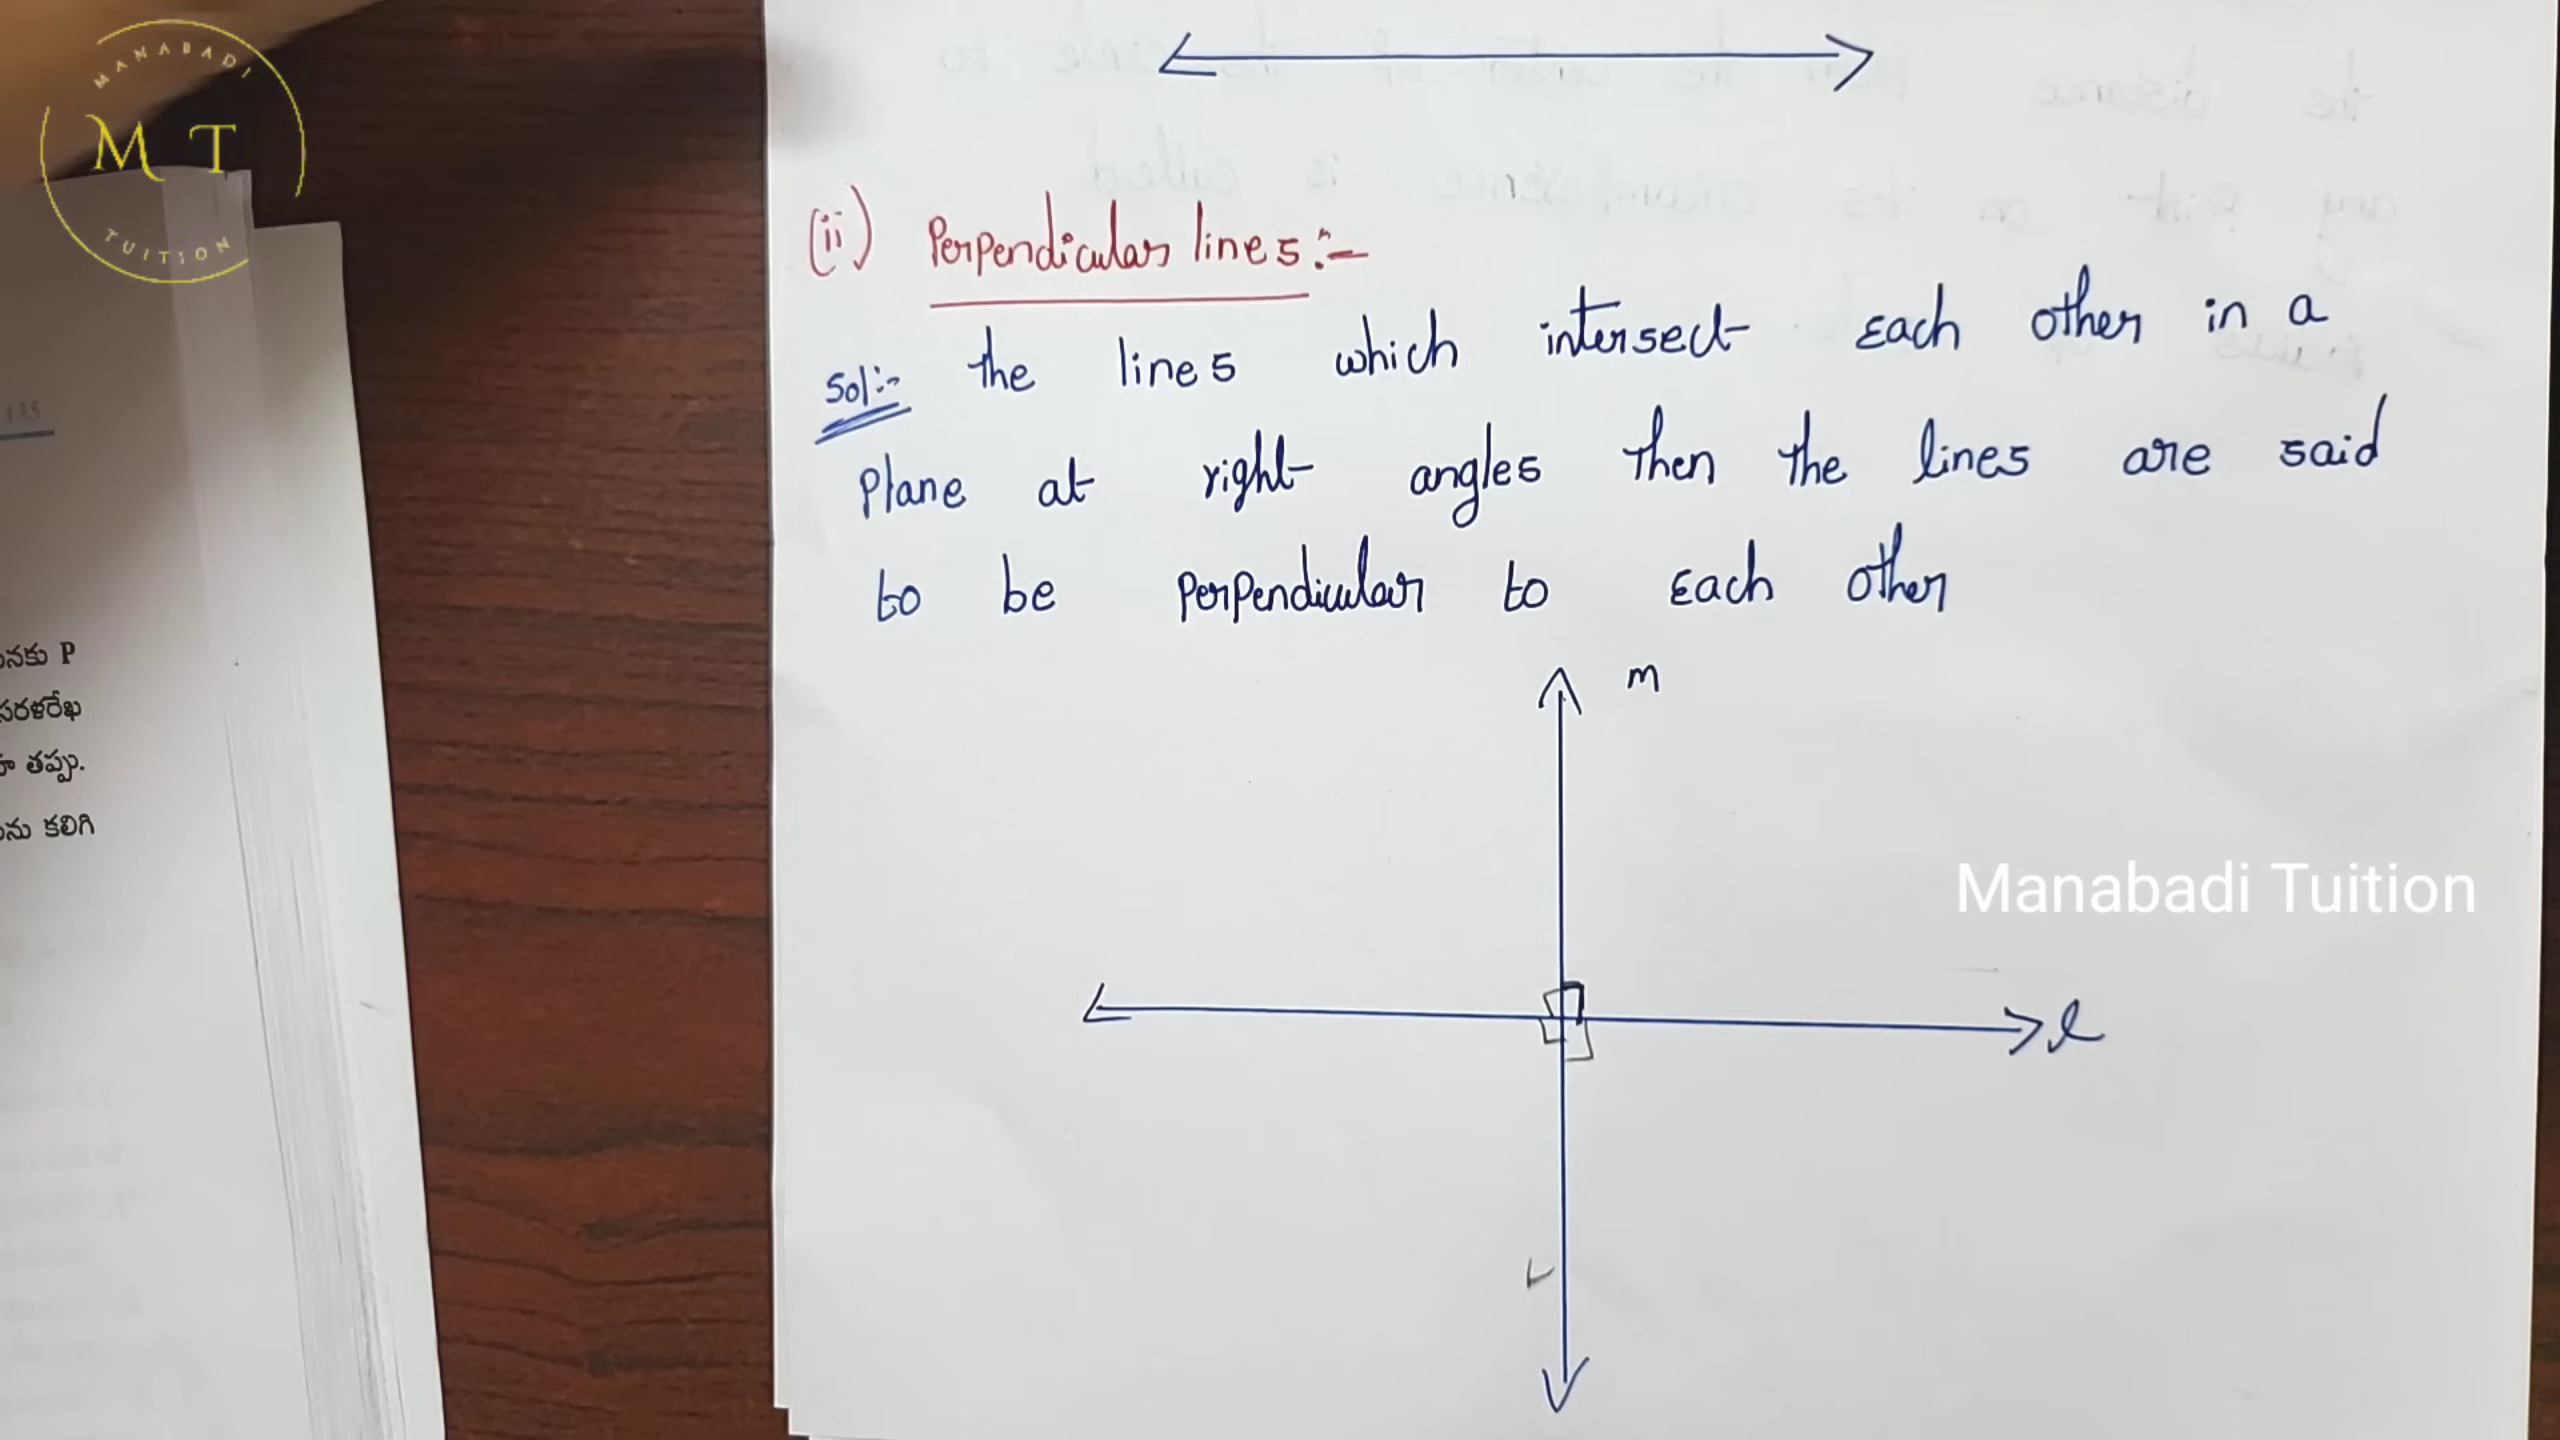 MANABADI
M T
TUITION
(ii) Perpendicular lines:-
Sol:- the lines which intersect Each other in a
Plane at right angles then the lines are said
to be Perpendicular to Each other
m
l
Manabadi Tuition
135
నకు P
సరళరేఖ
తప్పు.
ను కలిగి